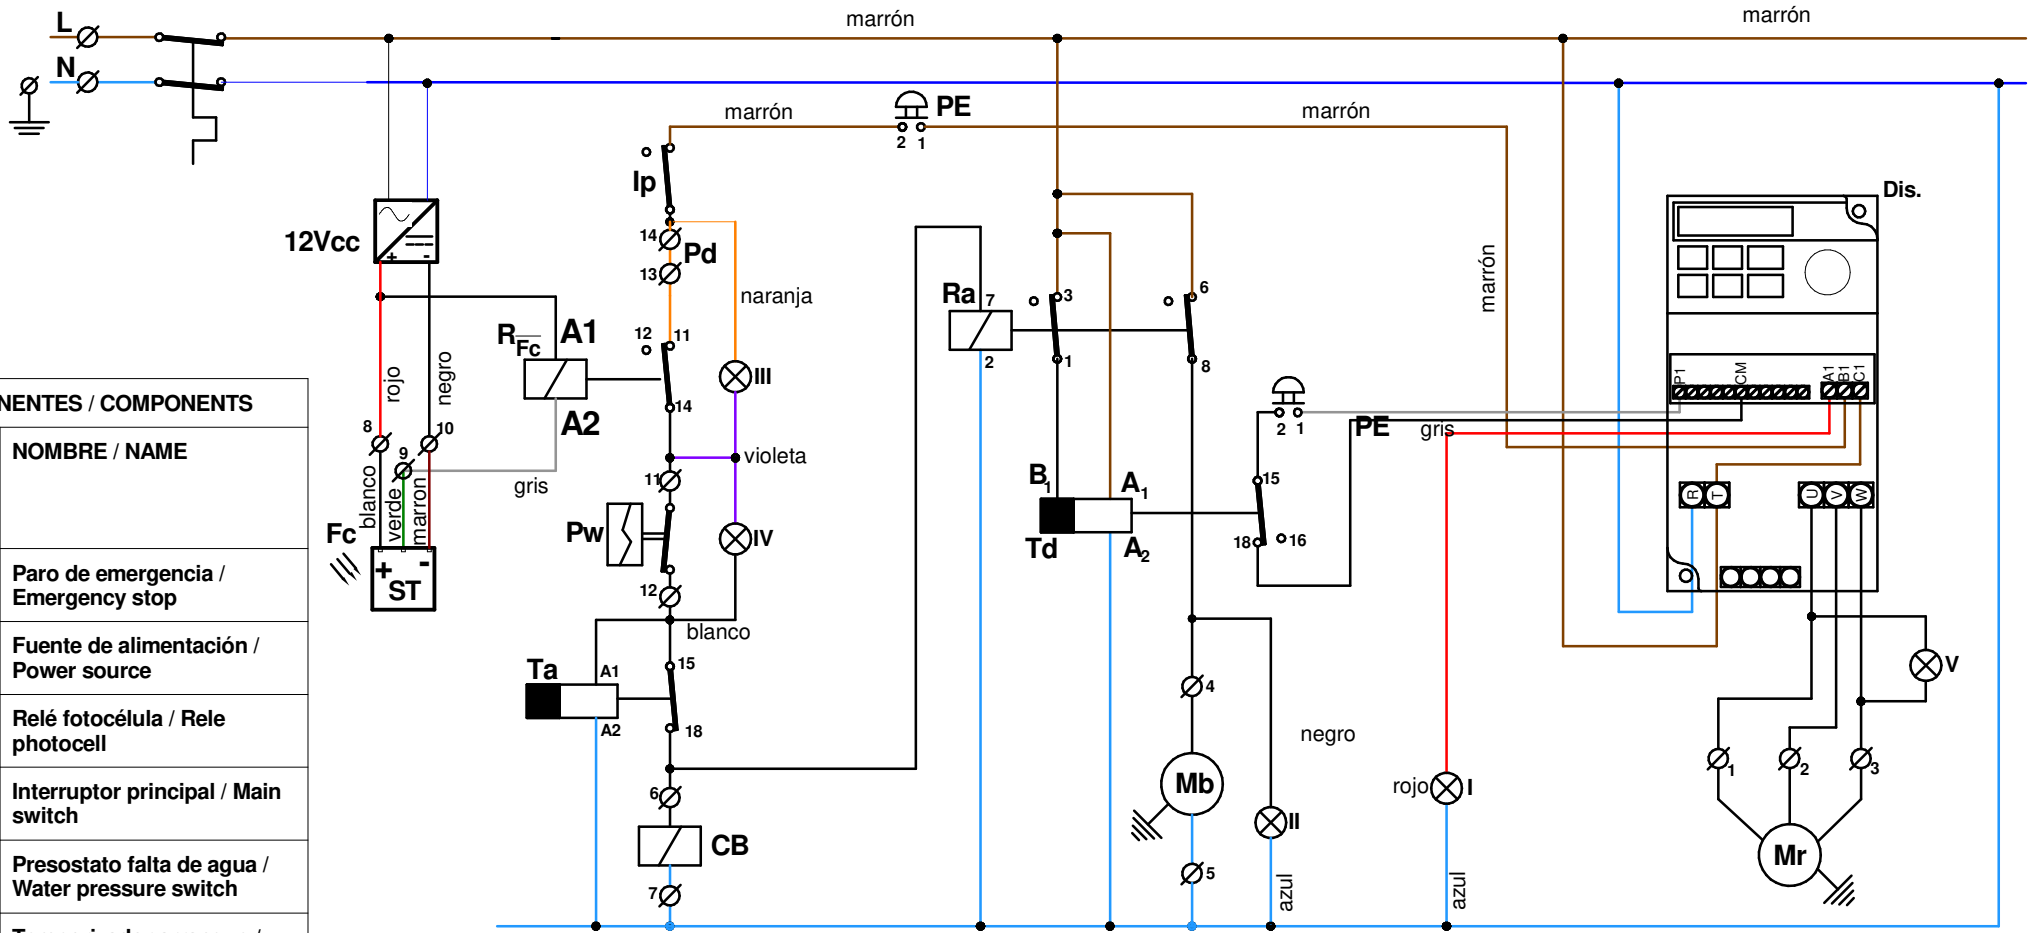 L
marrón
marrón
N
marrón
PE
marrón
2 1
Ip
Dis.
12Vcc
+ -
14
Pd
13
naranja
marrón
Ra
7
2
3
6
1
8
R
Fc
A1
A2
12
11
14
III
rojo
negro
P1
CM
A1
B1
C1
2 1
PE
gris
8
10
9
violeta
gris
blanco
verde
marron
11
B1
A1
15
R
T
U
V
W
Fc
+ -
ST
Pw
IV
Td
A2
18
16
12
blanco
Ta
A1
A2
15
18
4
V
negro
1
2
3
6
Mb
rojo
I
II
CB
Mr
7
5
azul
azul
NENTES / COMPONENTS
NOMBRE / NAME
Paro de emergencia /
Emergency stop
Fuente de alimentación /
Power source
Relé fotocélula / Rele
photocell
Interruptor principal / Main
switch
Presostato falta de agua /
Water pressure switch